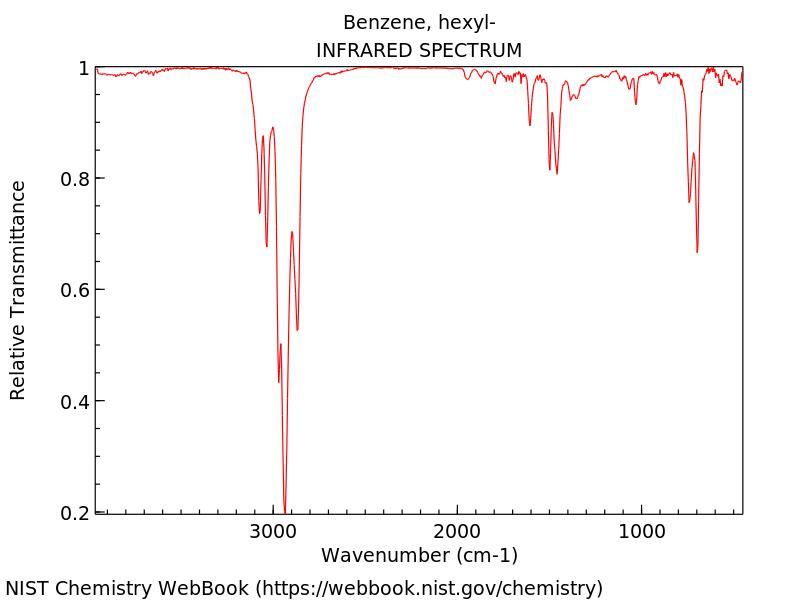 Benzene, hexyl-
INFRARED SPECTRUM
1
0.8
0.6
0.4
0.2
Relative Transmittance
3000 2000 1000
Wavenumber (cm-1)
NIST Chemistry WebBook (https://webbook.nist.gov/chemistry)